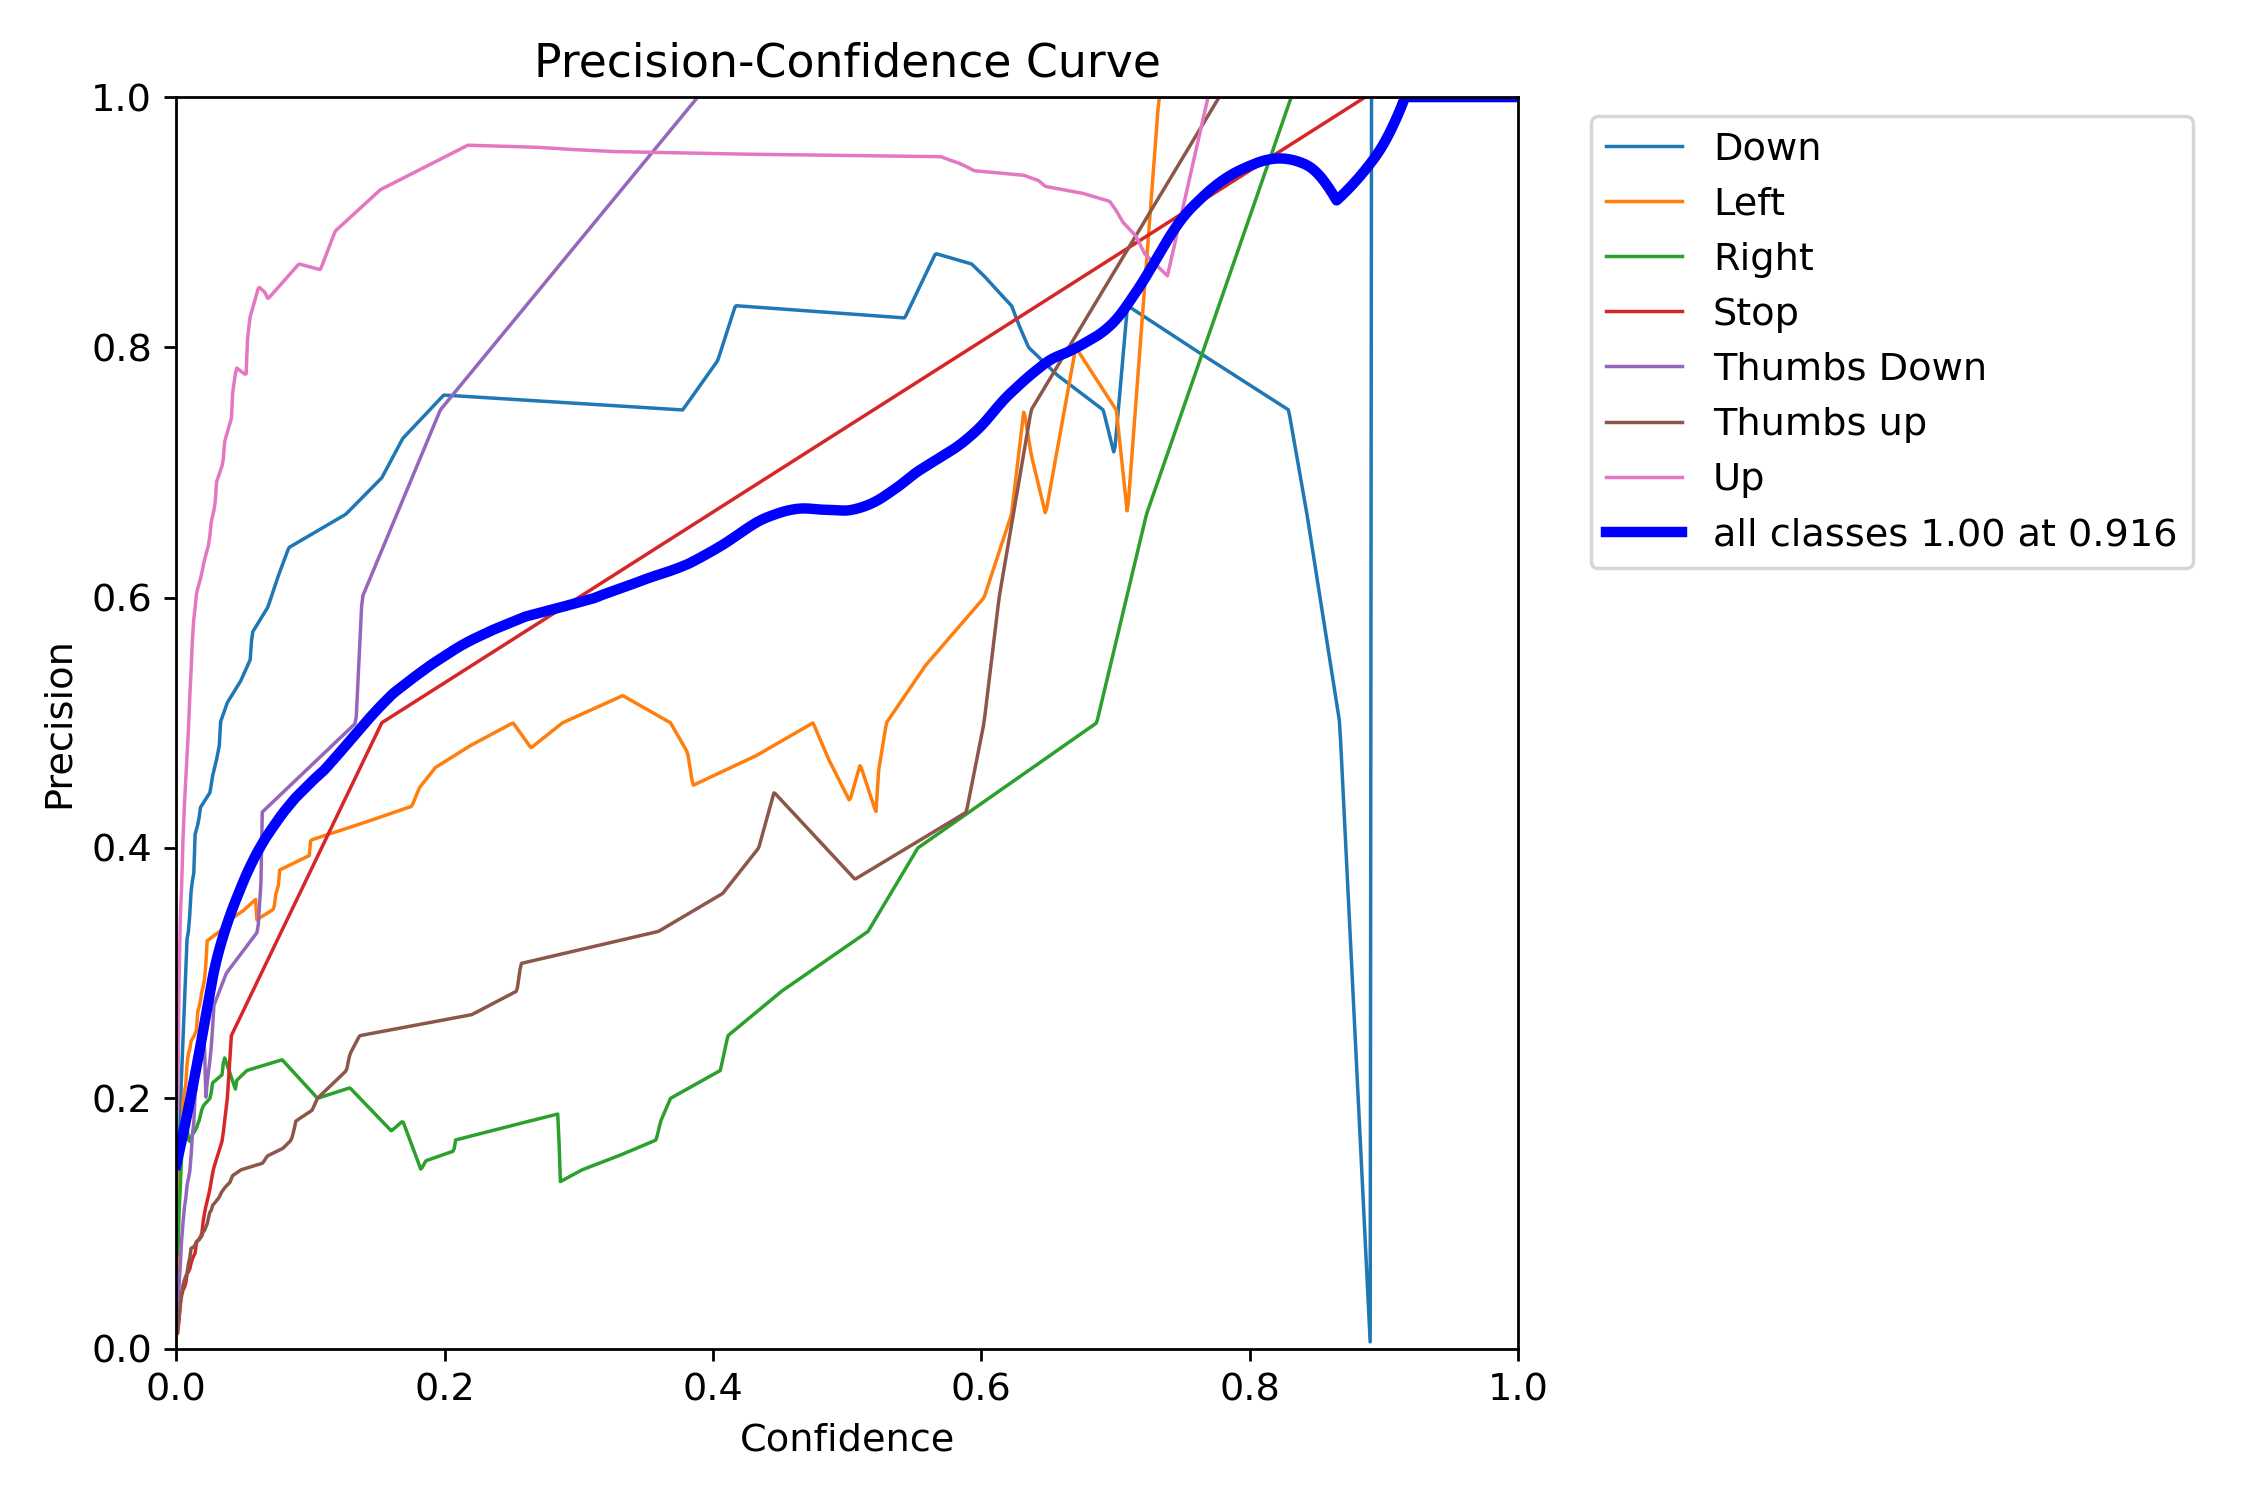 Precision-Confidence Curve
1.0
0.8
0.6
0.4
0.2
0.0
Precision
0.0 0.2 0.4 0.6 0.8 1.0
Confidence
Down
Left
Right
Stop
Thumbs Down
Thumbs up
Up
all classes 1.00 at 0.916